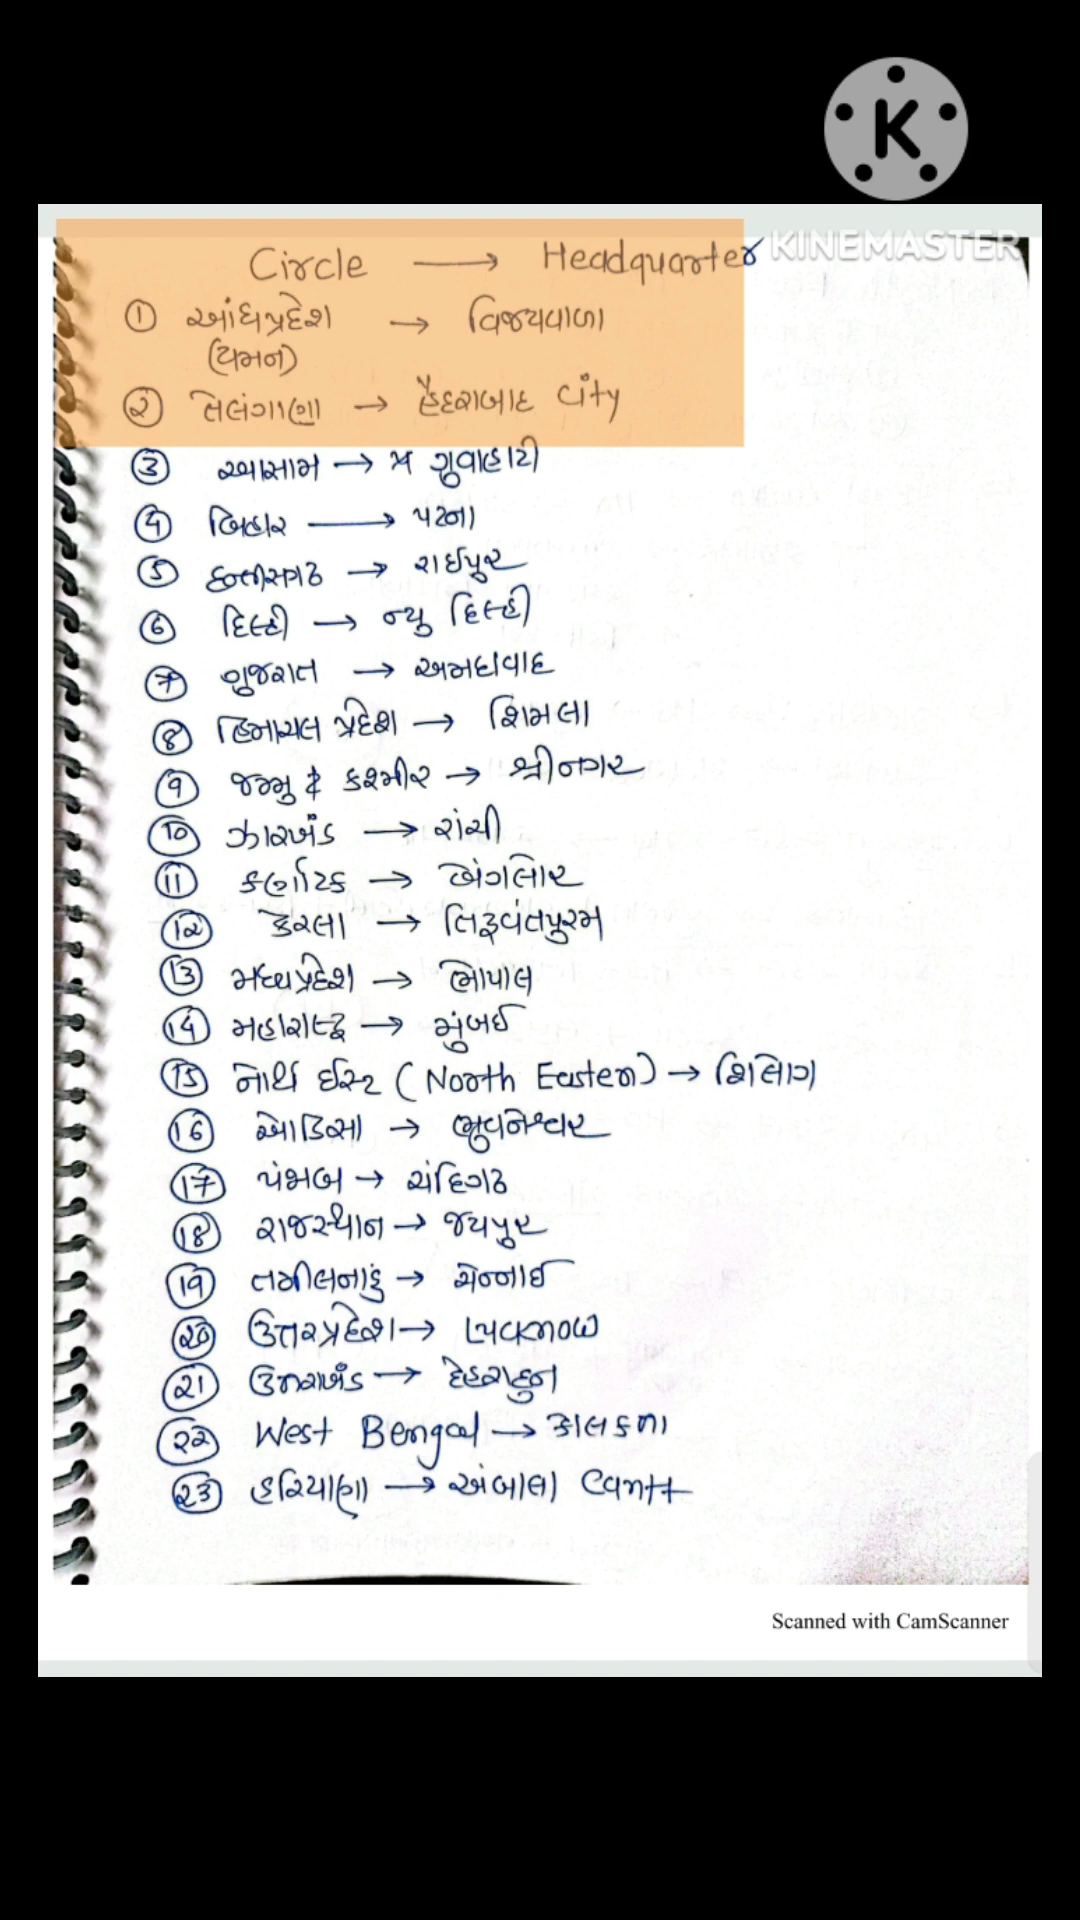 K
KINEMASTER
Circle → Headquarter
① આંધ્રપ્રદેશ → વિજયવાળા
(યમન)
② તેલંગાણા → હૈદરાબાદ City
③ આસામ → ગુવાહાટી
④ બિહાર → પટના
⑤ છત્તીસગઢ → રાઈપુર
⑥ દિલ્હી → ન્યુ દિલ્હી
⑦ ગુજરાત → અમદાવાદ
⑧ હિમાચલ પ્રદેશ → શિમલા
⑨ જમ્મુ & કશ્મીર → શ્રીનગર
⑩ ઝારખંડ → રાંચી
⑪ કર્ણાટક → બેંગલોર
⑫ કેરલા → તિરૂવંતપુરમ
⑬ મધ્યપ્રદેશ → ભોપાલ
⑭ મહારાષ્ટ્ર → મુંબઈ
⑮ નોર્થ ઈસ્ટ (North Eastern) → શિલોંગ
⑯ ઓડિસા → ભુવનેશ્વર
⑰ પંજાબ → ચંદિગઢ
⑱ રાજસ્થાન → જયપુર
⑲ તમીલનાડું → ચેન્નાઈ
⑳ ઉત્તરપ્રદેશ → લખનઊ
㉑ ઉત્તરાખંડ → દેહરાદુન
㉒ West Bengal → કોલકત્તા
㉓ હરિયાણા → અંબાલા Cantt
Scanned with CamScanner